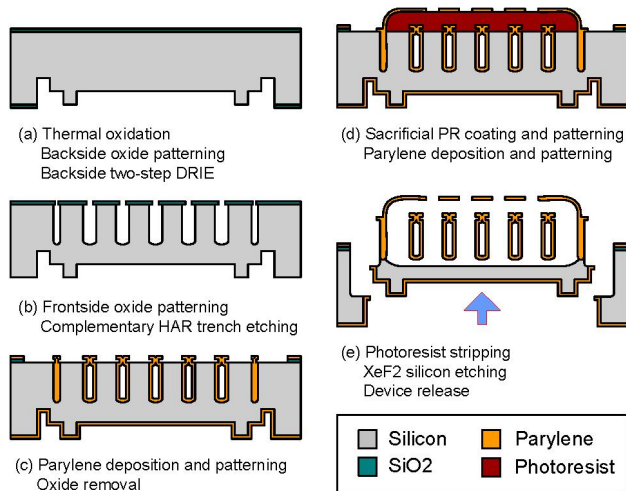 (a) Thermal oxidation
Backside oxide patterning
Backside two-step DRIE
(b) Frontside oxide patterning
Complementary HAR trench etching
(c) Parylene deposition and patterning
Oxide removal
(d) Sacrificial PR coating and patterning
Parylene deposition and patterning
(e) Photoresist stripping
XeF2 silicon etching
Device release
Silicon
Parylene
SiO2
Photoresist